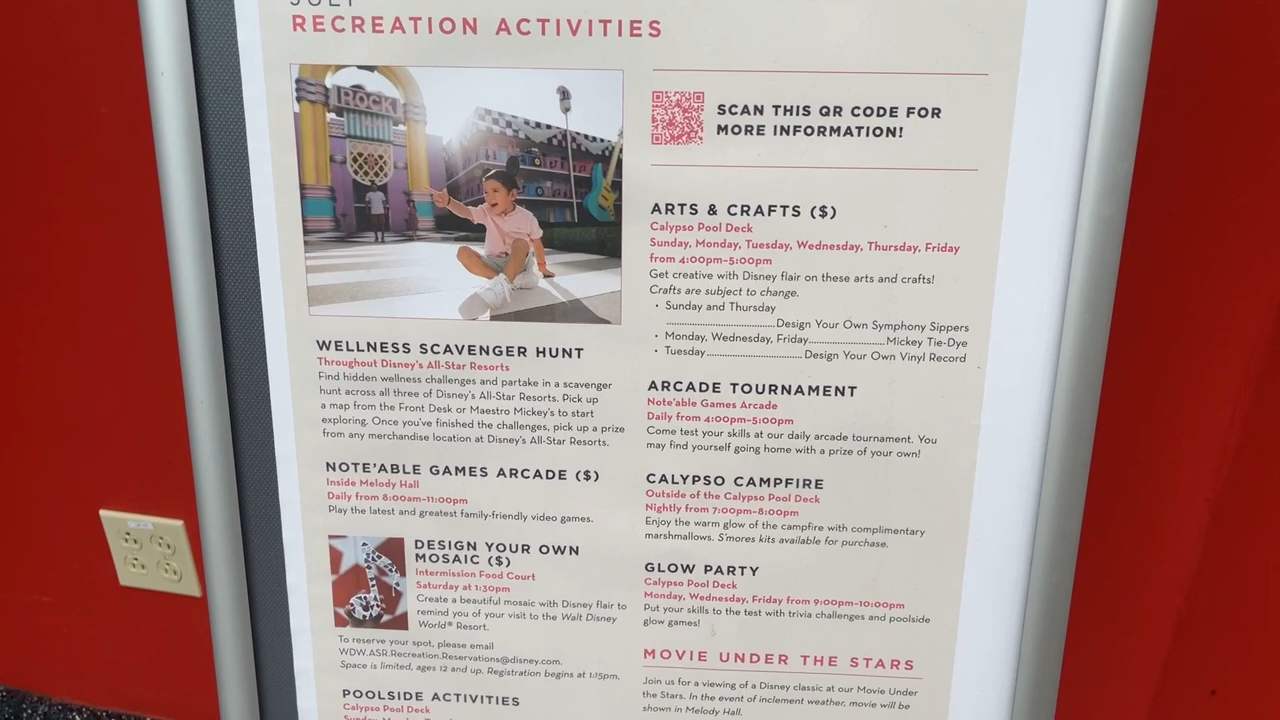 JULY
RECREATION ACTIVITIES
ROCK
WELLNESS SCAVENGER HUNT
Throughout Disney's All-Star Resorts
Find hidden wellness challenges and partake in a scavenger
hunt across all three of Disney's All-Star Resorts. Pick up
a map from the Front Desk or Maestro Mickey's to start
exploring. Once you've finished the challenges, pick up a prize
from any merchandise location at Disney's All-Star Resorts.
NOTE'ABLE GAMES ARCADE ($)
Inside Melody Hall
Daily from 8:00am–11:00pm
Play the latest and greatest family-friendly video games.
DESIGN YOUR OWN
MOSAIC ($)
Intermission Food Court
Saturday at 1:30pm
Create a beautiful mosaic with Disney flair to
remind you of your visit to the Walt Disney
World® Resort.
To reserve your spot, please email
WDW.ASR.Recreation.Reservations@disney.com.
Space is limited, ages 12 and up. Registration begins at 1:15pm.
POOLSIDE ACTIVITIES
Calypso Pool Deck
SCAN THIS QR CODE FOR
MORE INFORMATION!
ARTS & CRAFTS ($)
Calypso Pool Deck
Sunday, Monday, Tuesday, Wednesday, Thursday, Friday
from 4:00pm–5:00pm
Get creative with Disney flair on these arts and crafts!
Crafts are subject to change.
• Sunday and Thursday
....................................Design Your Own Symphony Sippers
• Monday, Wednesday, Friday.........................Mickey Tie-Dye
• Tuesday................................Design Your Own Vinyl Record
ARCADE TOURNAMENT
Note'able Games Arcade
Daily from 4:00pm–5:00pm
Come test your skills at our daily arcade tournament. You
may find yourself going home with a prize of your own!
CALYPSO CAMPFIRE
Outside of the Calypso Pool Deck
Nightly from 7:00pm–8:00pm
Enjoy the warm glow of the campfire with complimentary
marshmallows. S'mores kits available for purchase.
GLOW PARTY
Calypso Pool Deck
Monday, Wednesday, Friday from 9:00pm–10:00pm
Put your skills to the test with trivia challenges and poolside
glow games!
MOVIE UNDER THE STARS
Join us for a viewing of a Disney classic at our Movie Under
the Stars. In the event of inclement weather, movie will be
shown in Melody Hall.